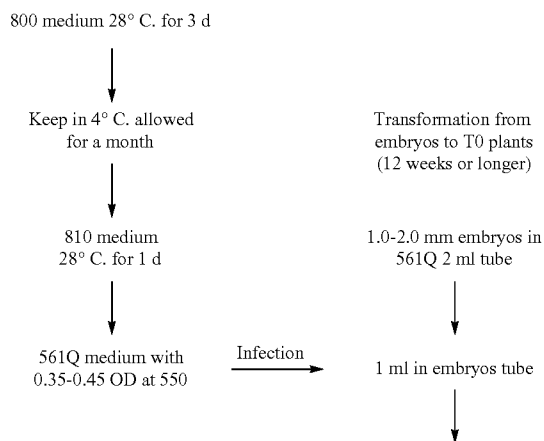 800 medium 28° C. for 3 d
Keep in 4° C. allowed
for a month
810 medium
28° C. for 1 d
561Q medium with
0.35-0.45 OD at 550
Infection
Transformation from
embryos to T0 plants
(12 weeks or longer)
1.0-2.0 mm embryos in
561Q 2 ml tube
1 ml in embryos tube